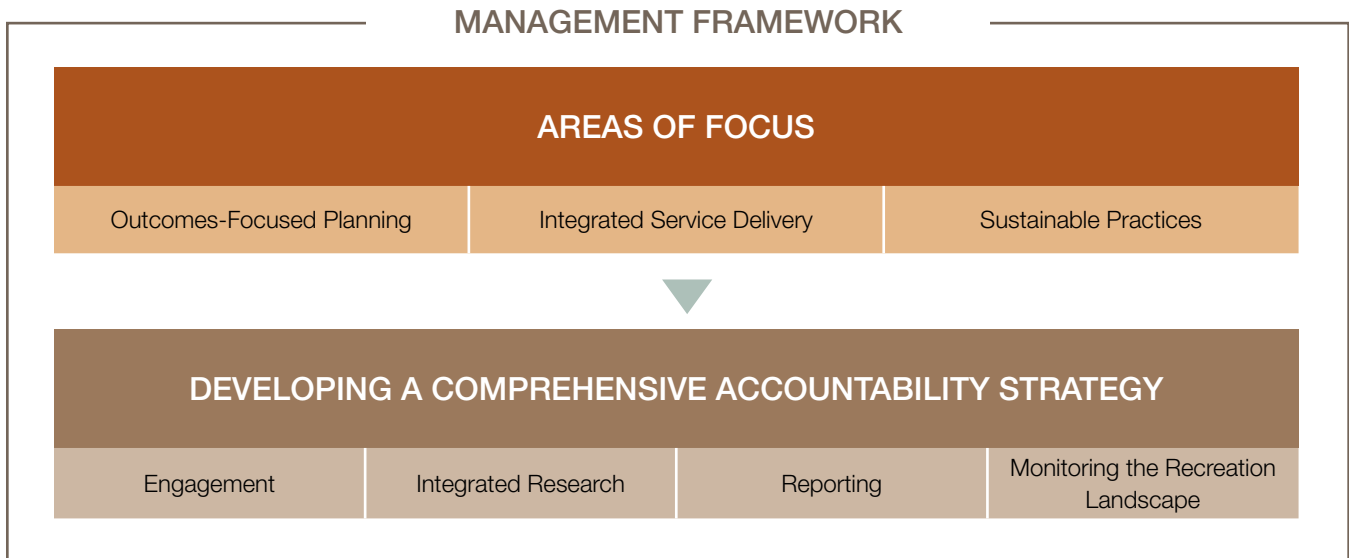 MANAGEMENT FRAMEWORK
AREAS OF FOCUS
Outcomes-Focused Planning
Integrated Service Delivery
Sustainable Practices
DEVELOPING A COMPREHENSIVE ACCOUNTABILITY STRATEGY
Engagement
Integrated Research
Reporting
Monitoring the Recreation
Landscape